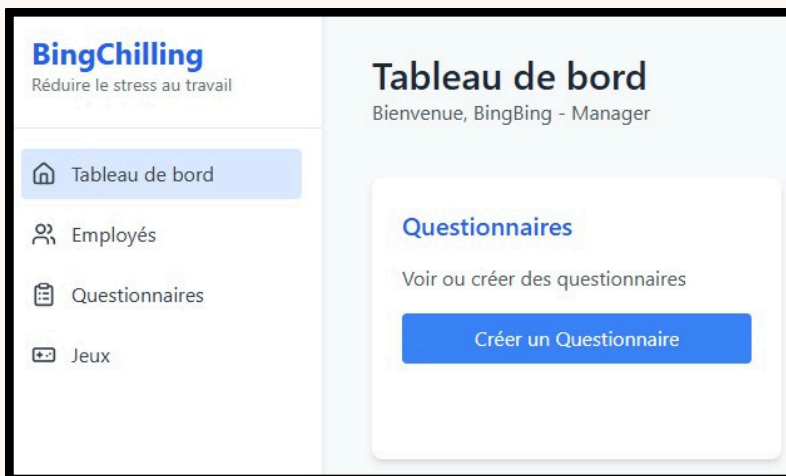 BingChilling
Réduire le stress au travail
Tableau de bord
Employés
Questionnaires
Jeux
Tableau de bord
Bienvenue, BingBing - Manager
Questionnaires
Voir ou créer des questionnaires
Créer un Questionnaire